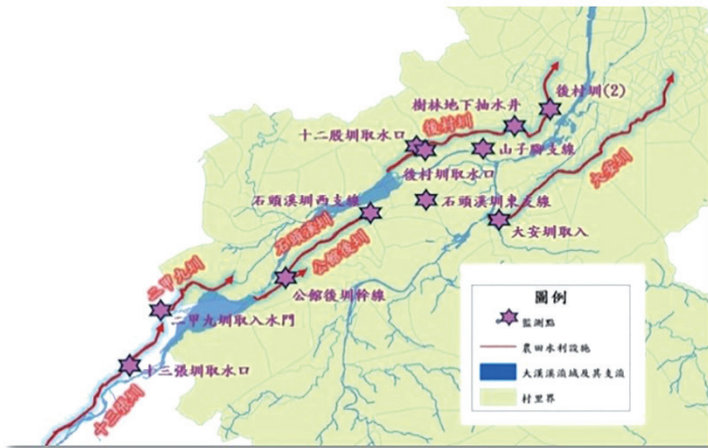 後村圳(2)
樹林地下抽水井
後村圳
十二股圳取水口
山子腳支線
大安圳
後村圳取水口
石頭溪圳西支線
石頭溪圳東支線
大安圳取入
石頭溪圳
公館後圳
二甲九圳
公館後圳幹線
二甲九圳取入水門
十三張圳取水口
十三張圳
圖例
監測點
農田水利設施
大漢溪流域及其支流
村里界